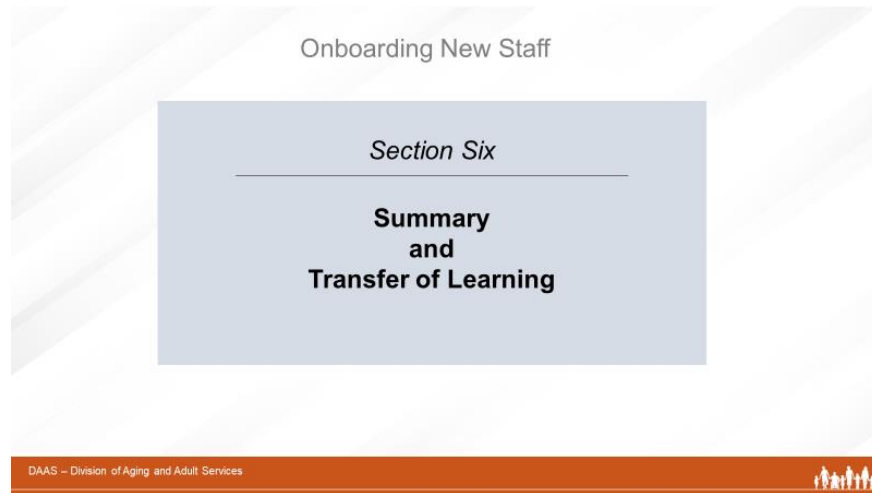 Onboarding New Staff
Section Six
Summary
and
Transfer of Learning
DAAS – Division of Aging and Adult Services